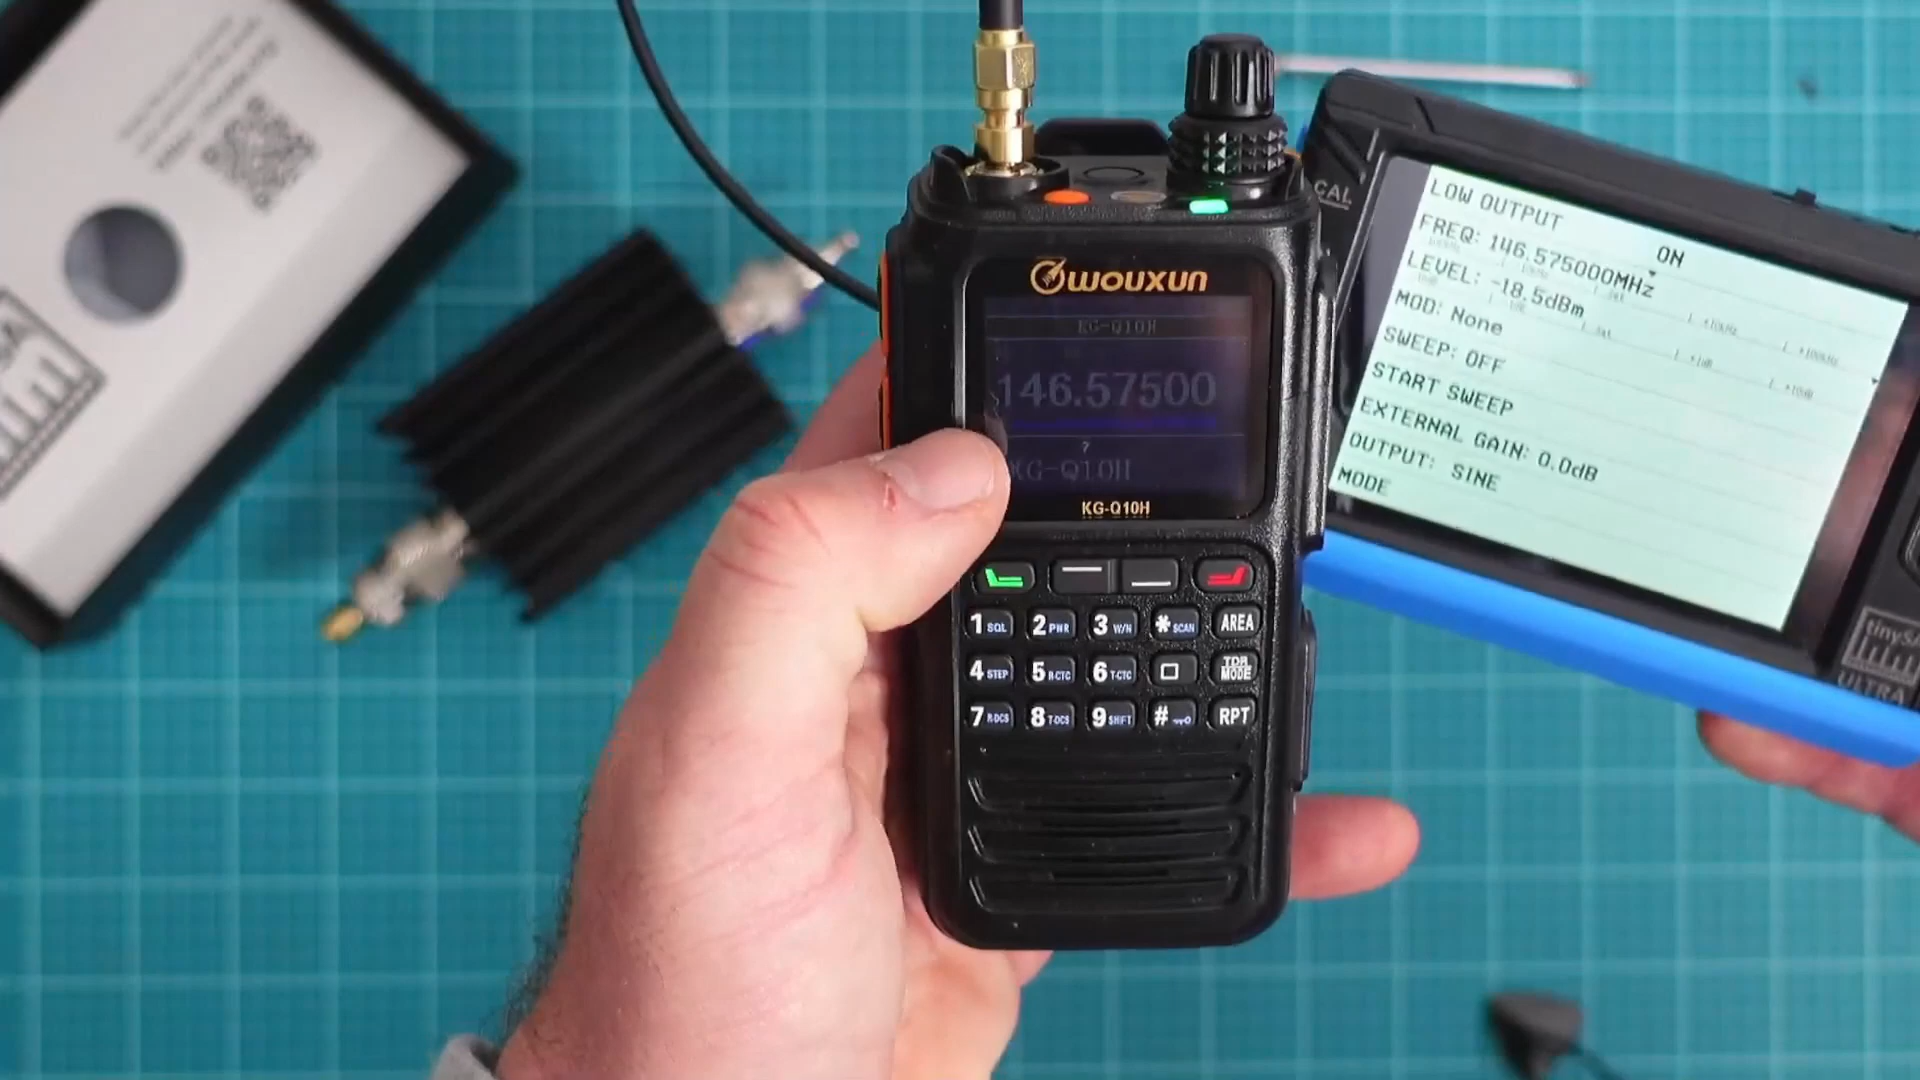 WOUXUN
KG-Q10H
146.57500
?
KG-Q10H
KG-Q10H
1 SQL 2 PWR 3 W/N * SCAN AREA
4 STEP 5 R-CTC 6 T-CTC TDR MODE
7 R-DCS 8 T-DCS 9 SHIFT # RPT
CAL
LOW OUTPUT ON
FREQ: 146.575000MHz
LEVEL: -18.5dBm
MOD: None
SWEEP: OFF
START SWEEP
EXTERNAL GAIN: 0.0dB
OUTPUT: SINE
MODE
tinySA
ULTRA